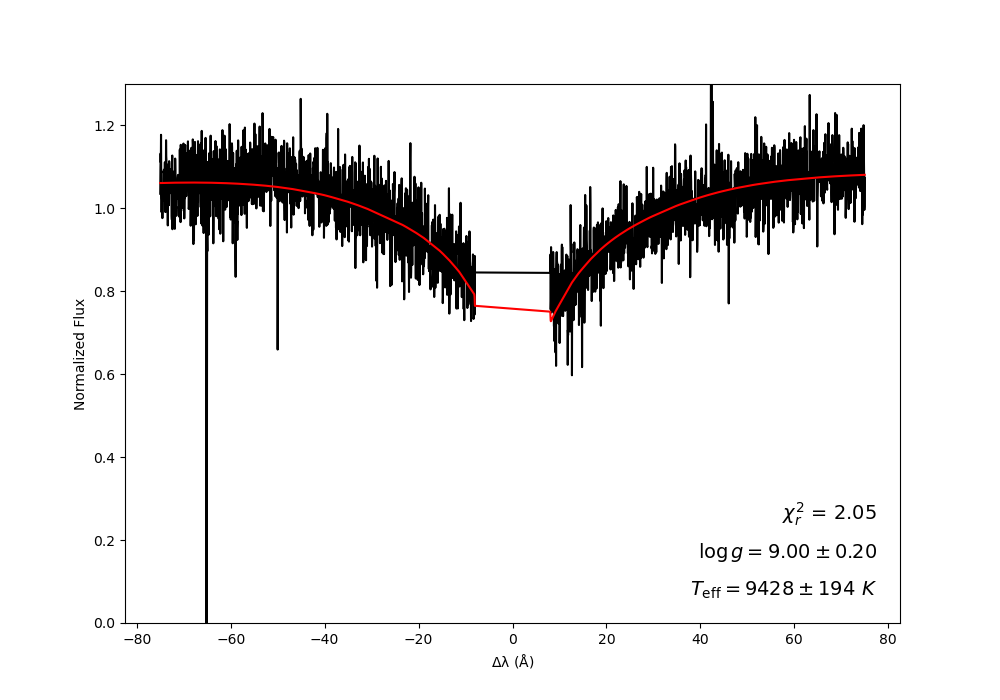 Normalized Flux
1.2
1.0
0.8
0.6
0.4
0.2
0.0
χ²ᵣ = 2.05
log g = 9.00 ± 0.20
T_eff = 9428 ± 194 K
−80 −60 −40 −20 0 20 40 60 80
Δλ (Å)